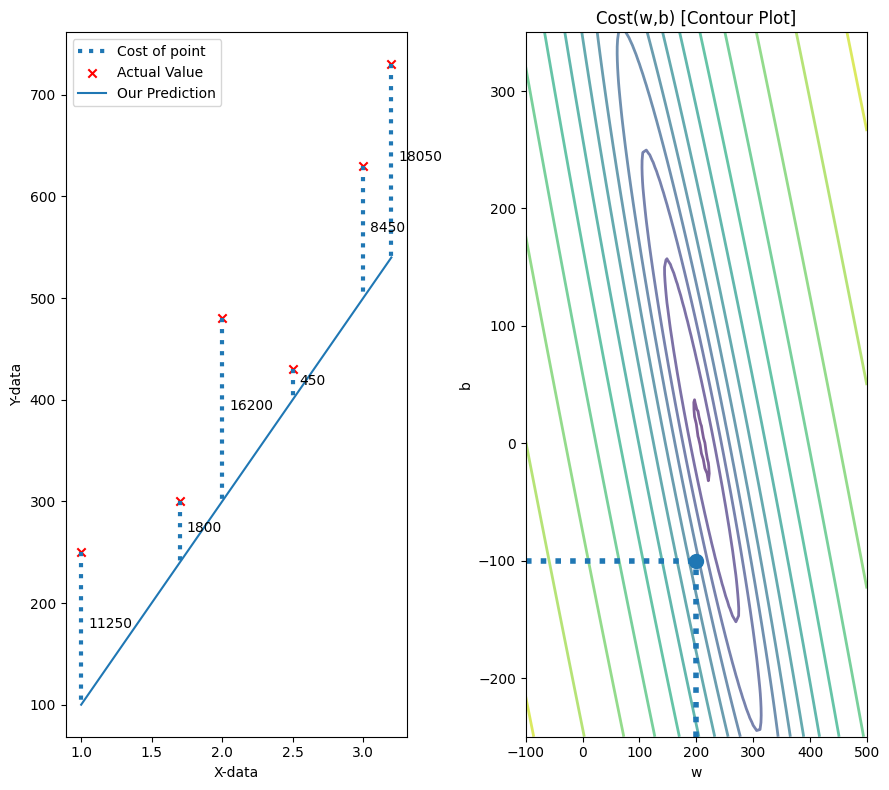 Cost of point
Actual Value
Our Prediction
700
600
500
400
300
200
100
18050
8450
16200
450
1800
11250
1.0 1.5 2.0 2.5 3.0
X-data
Y-data
Cost(w,b) [Contour Plot]
300
200
100
0
−100
−200
−100 0 100 200 300 400 500
w
b